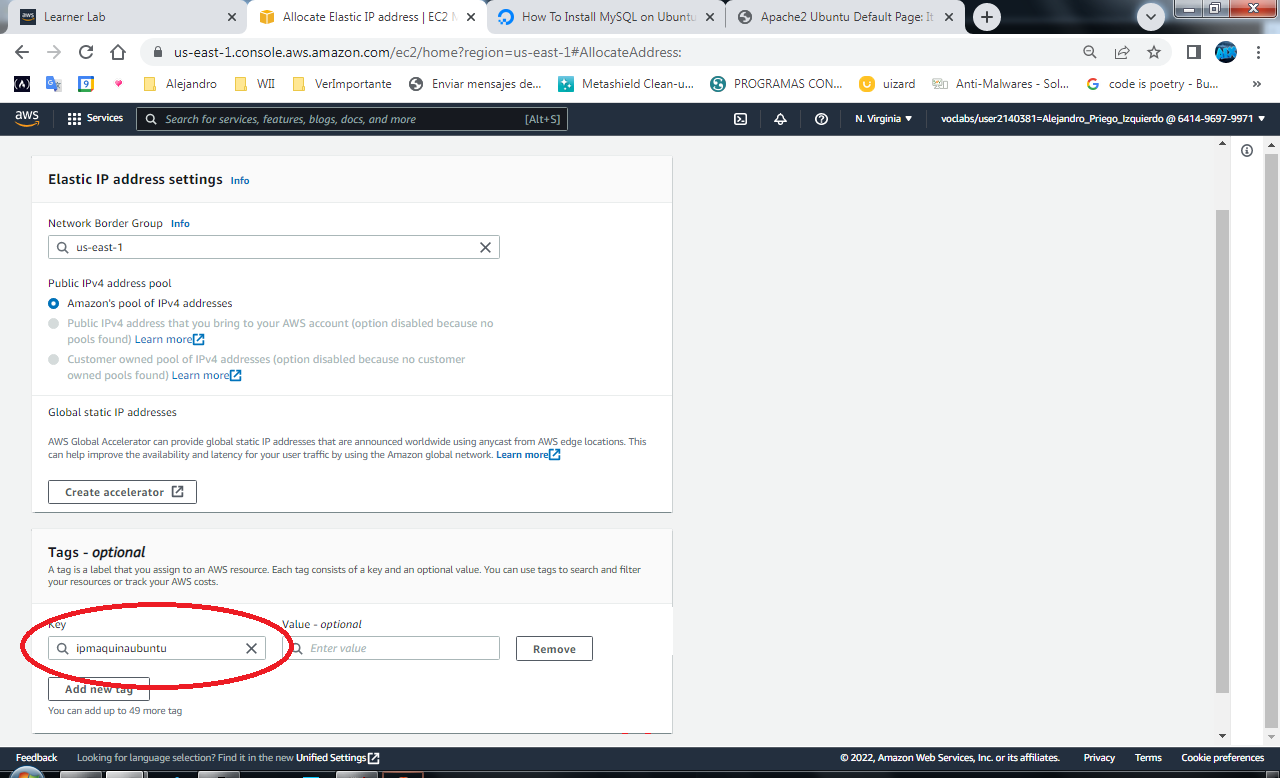 Learner Lab
Allocate Elastic IP address | EC2 M
How To Install MySQL on Ubuntu
Apache2 Ubuntu Default Page: It
us-east-1.console.aws.amazon.com/ec2/home?region=us-east-1#AllocateAddress:
9
Alejandro
WII
VerImportante
Enviar mensajes de...
Metashield Clean-u...
PROGRAMAS CON...
uizard
Anti-Malwares - Sol...
code is poetry - Bu...
»
aws
Services
Search for services, features, blogs, docs, and more
[Alt+S]
N. Virginia
voclabs/user2140381=Alejandro_Priego_Izquierdo @ 6414-9697-9971
Elastic IP address settings Info
Network Border Group Info
us-east-1
Public IPv4 address pool
Amazon's pool of IPv4 addresses
Public IPv4 address that you bring to your AWS account (option disabled because no
pools found) Learn more
Customer owned pool of IPv4 addresses (option disabled because no customer
owned pools found) Learn more
Global static IP addresses
AWS Global Accelerator can provide global static IP addresses that are announced worldwide using anycast from AWS edge locations. This
can help improve the availability and latency for your user traffic by using the Amazon global network. Learn more
Create accelerator
Tags - optional
A tag is a label that you assign to an AWS resource. Each tag consists of a key and an optional value. You can use tags to search and filter
your resources or track your AWS costs.
Key
Value - optional
ipmaquinaubuntu
Enter value
Remove
Add new tag
You can add up to 49 more tag
Feedback
Looking for language selection? Find it in the new Unified Settings
© 2022, Amazon Web Services, Inc. or its affiliates.
Privacy
Terms
Cookie preferences